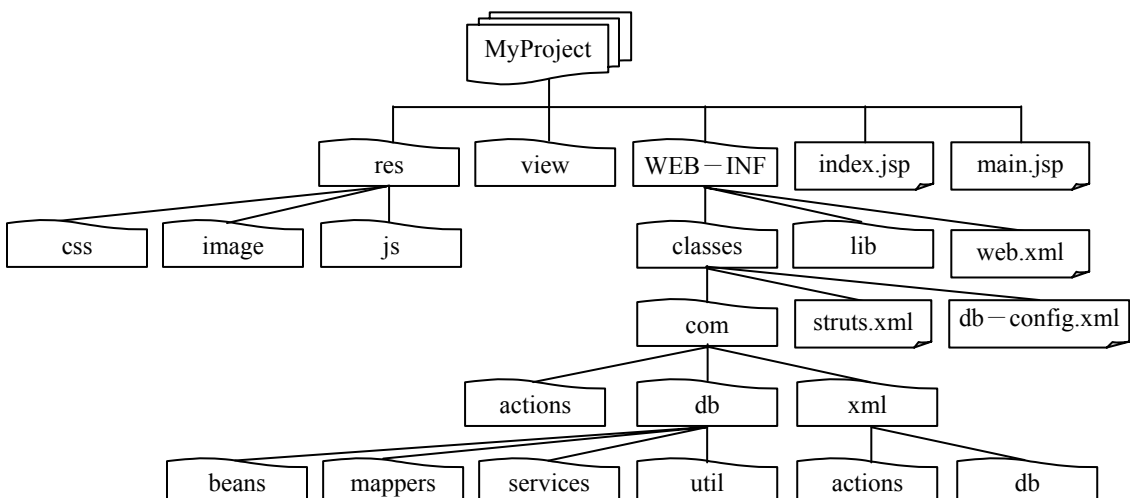 MyProject
res
view
WEB－INF
index.jsp
main.jsp
css
image
js
classes
lib
web.xml
com
struts.xml
db－config.xml
actions
db
xml
beans
mappers
services
util
actions
db